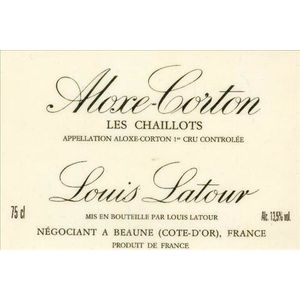 Aloxe-Corton
LES CHAILLOTS
APPELLATION ALOXE-CORTON 1er CRU CONTROLÉE
Louis Latour
75 cl
MIS EN BOUTEILLE PAR LOUIS LATOUR
Alc. 13,5% vol.
NÉGOCIANT A BEAUNE (COTE-D'OR), FRANCE
PRODUIT DE FRANCE